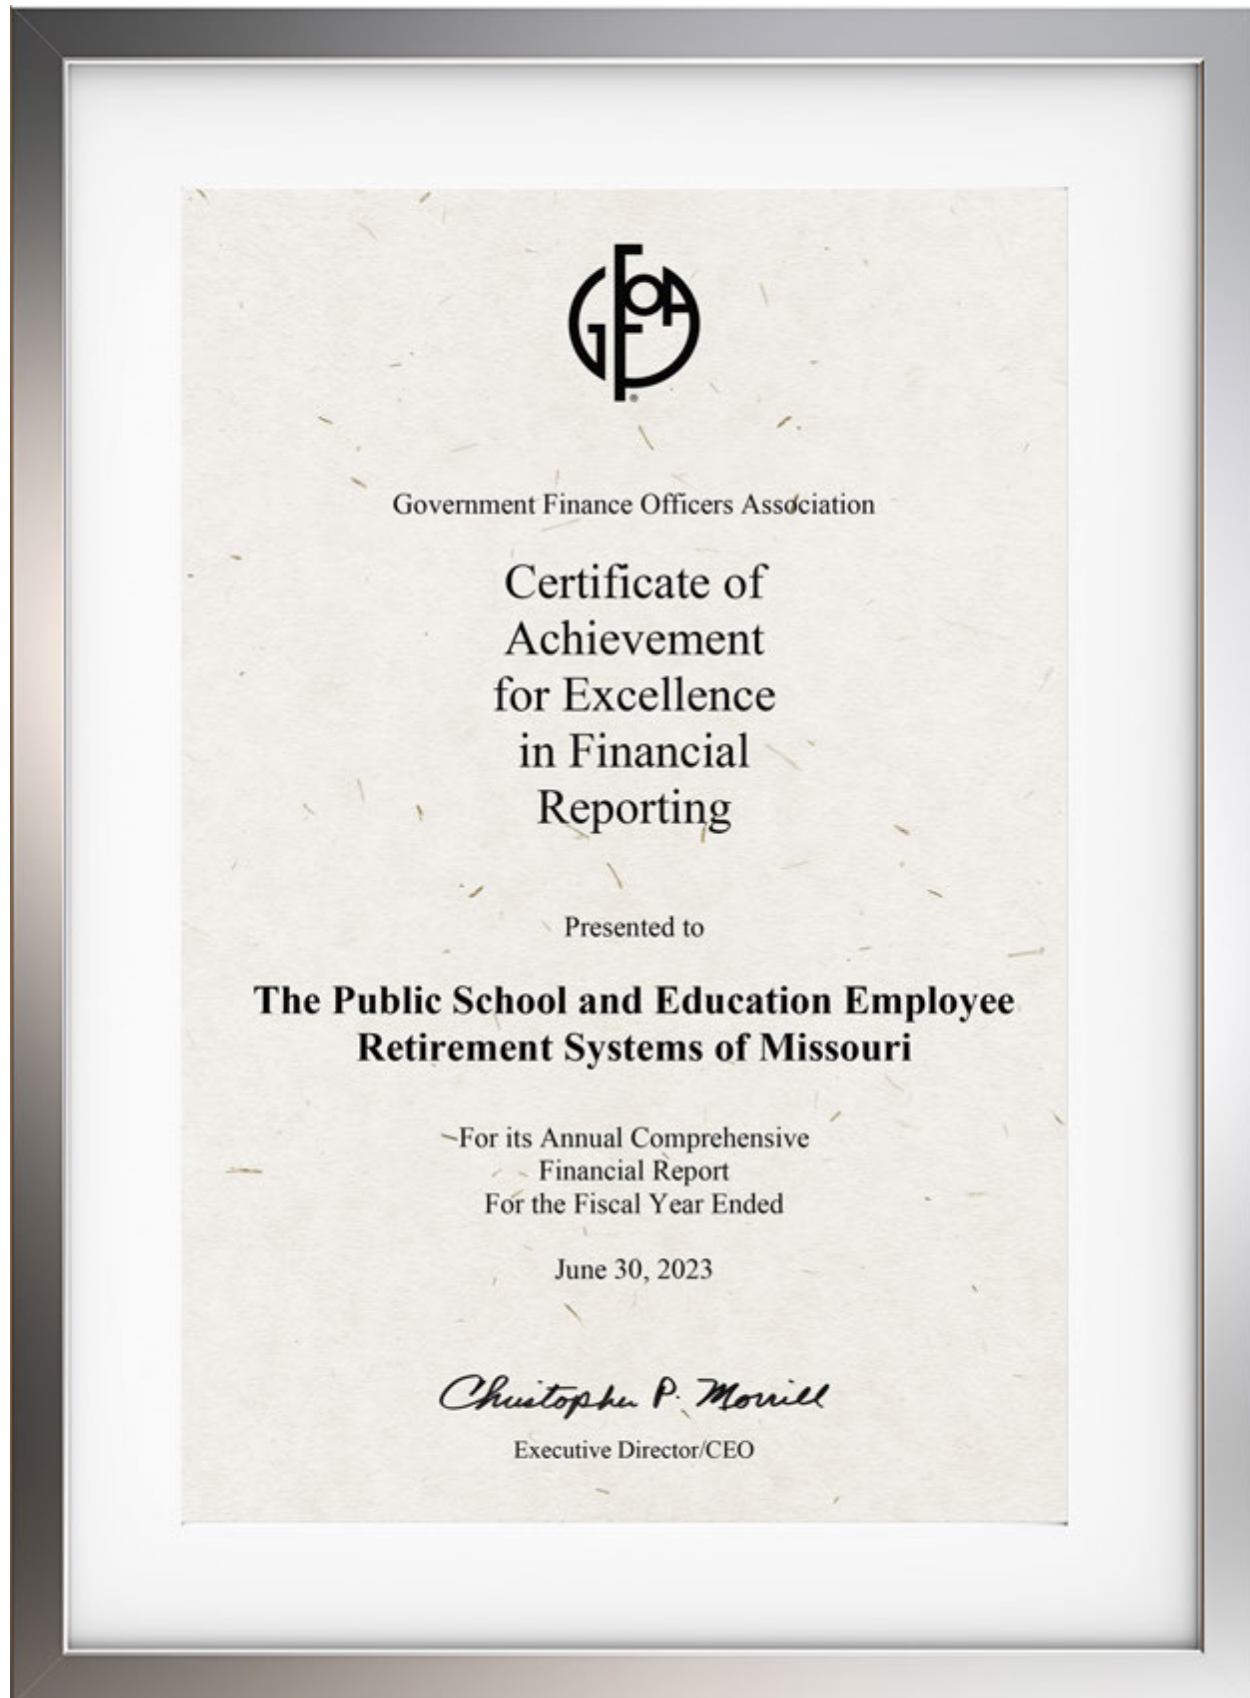 GFOA
®
Government Finance Officers Association
Certificate of
Achievement
for Excellence
in Financial
Reporting
Presented to
The Public School and Education Employee
Retirement Systems of Missouri
For its Annual Comprehensive
Financial Report
For the Fiscal Year Ended
June 30, 2023
Christopher P. Morrill
Executive Director/CEO